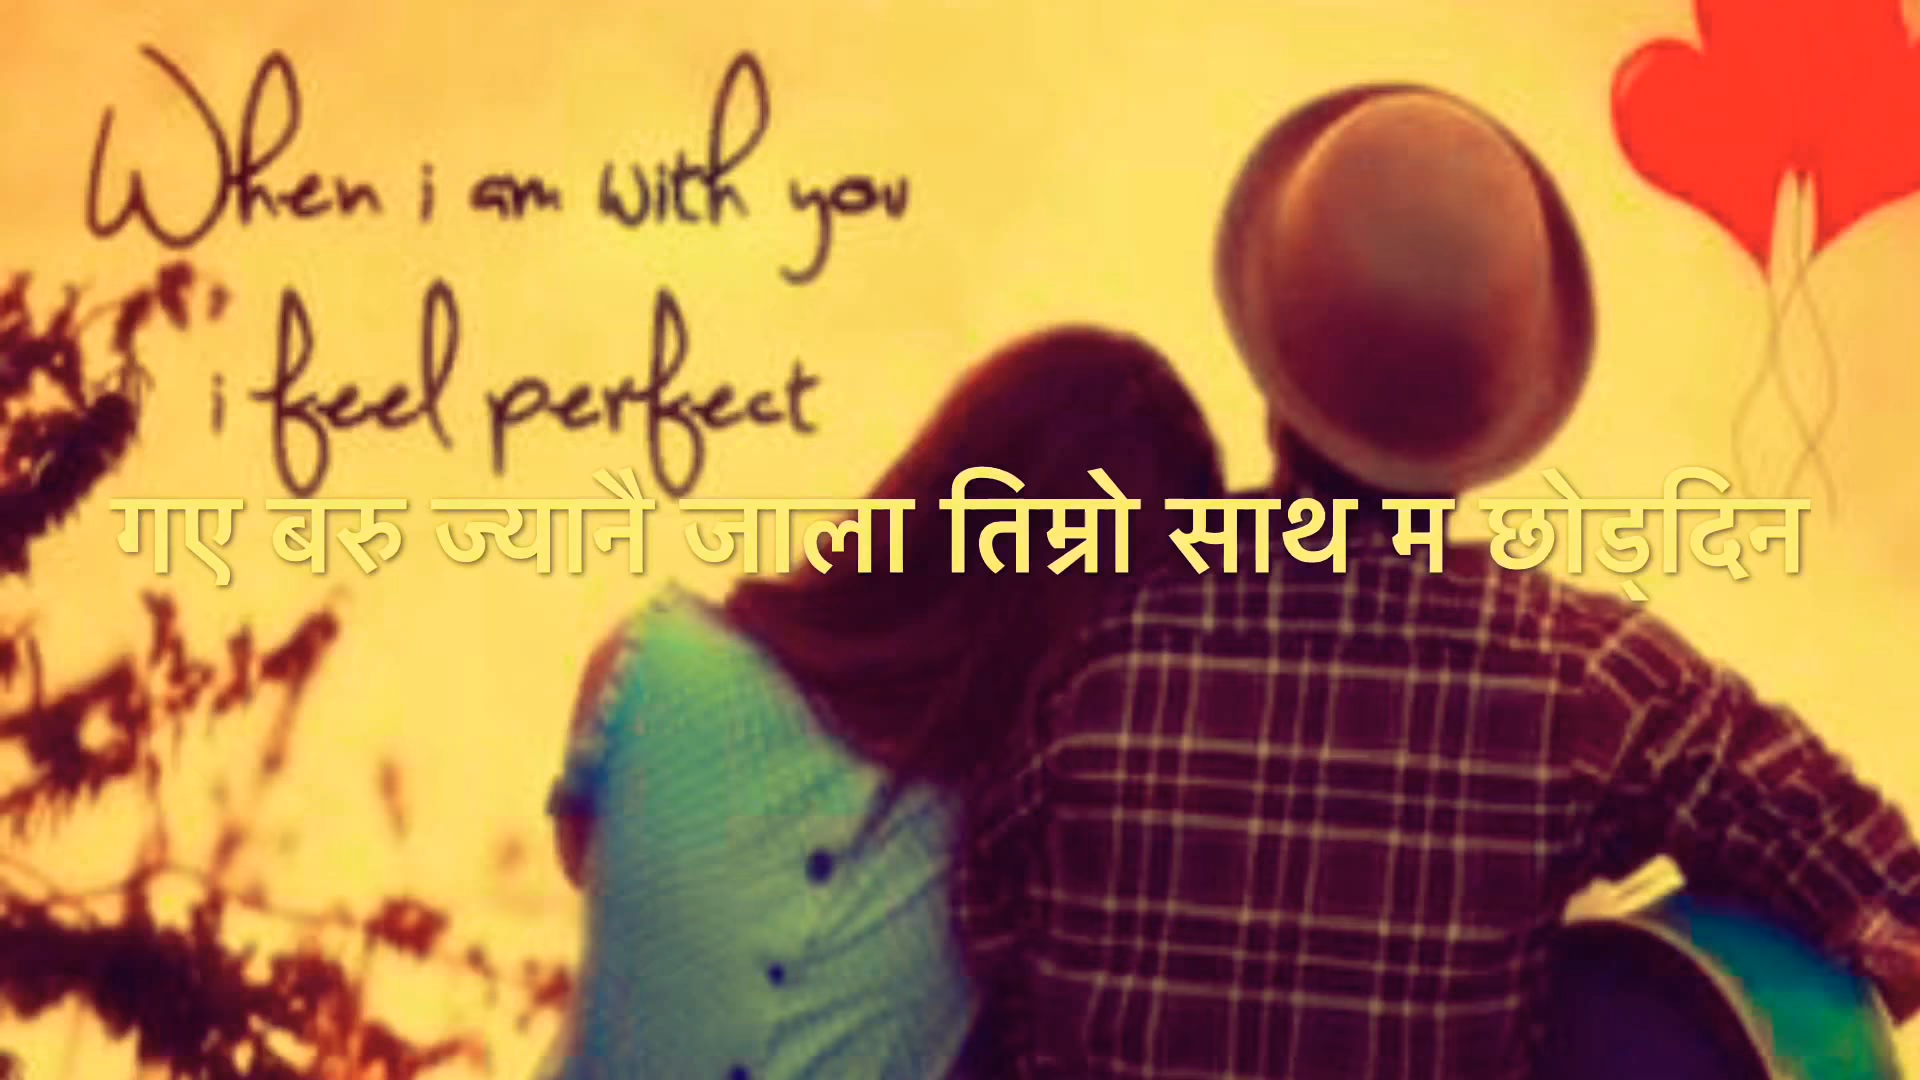 When i am with you
i feel perfect
गए बरु ज्यानै जाला तिम्रो साथ म छोड्दिन